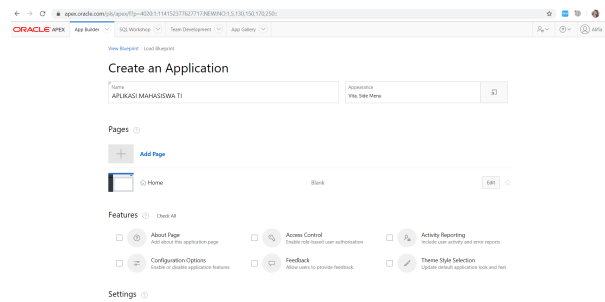 apex.oracle.com/pls/apex/f?p=4020:1:114152377627717:NEW:NO:1,5,130,150,170,250::
ORACLE APEX App Builder SQL Workshop Team Development App Gallery
View Blueprint Load Blueprint
Create an Application
Name
APLIKASI MAHASISWA TI
Appearance
Vita, Side Menu
Pages
Add Page
Home Blank Edit
Features Check All
About Page
Add about this application page
Access Control
Enable role-based user authorization
Activity Reporting
Include user activity and error reports
Configuration Options
Enable or disable application features
Feedback
Allow users to provide feedback
Theme Style Selection
Update default application look and feel
Settings